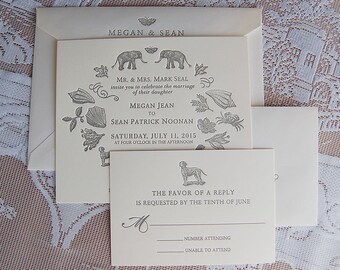 MEGAN & SEAN
MR. & MRS. MARK SEAL
invite you to celebrate the marriage
of their daughter
MEGAN JEAN
TO
SEAN PATRICK NOONAN
SATURDAY, JULY 11, 2015
AT FOUR O'CLOCK IN THE AFTERNOON
THE FAVOR OF A REPLY
IS REQUESTED BY THE TENTH OF JUNE
M
NUMBER ATTENDING
UNABLE TO ATTEND